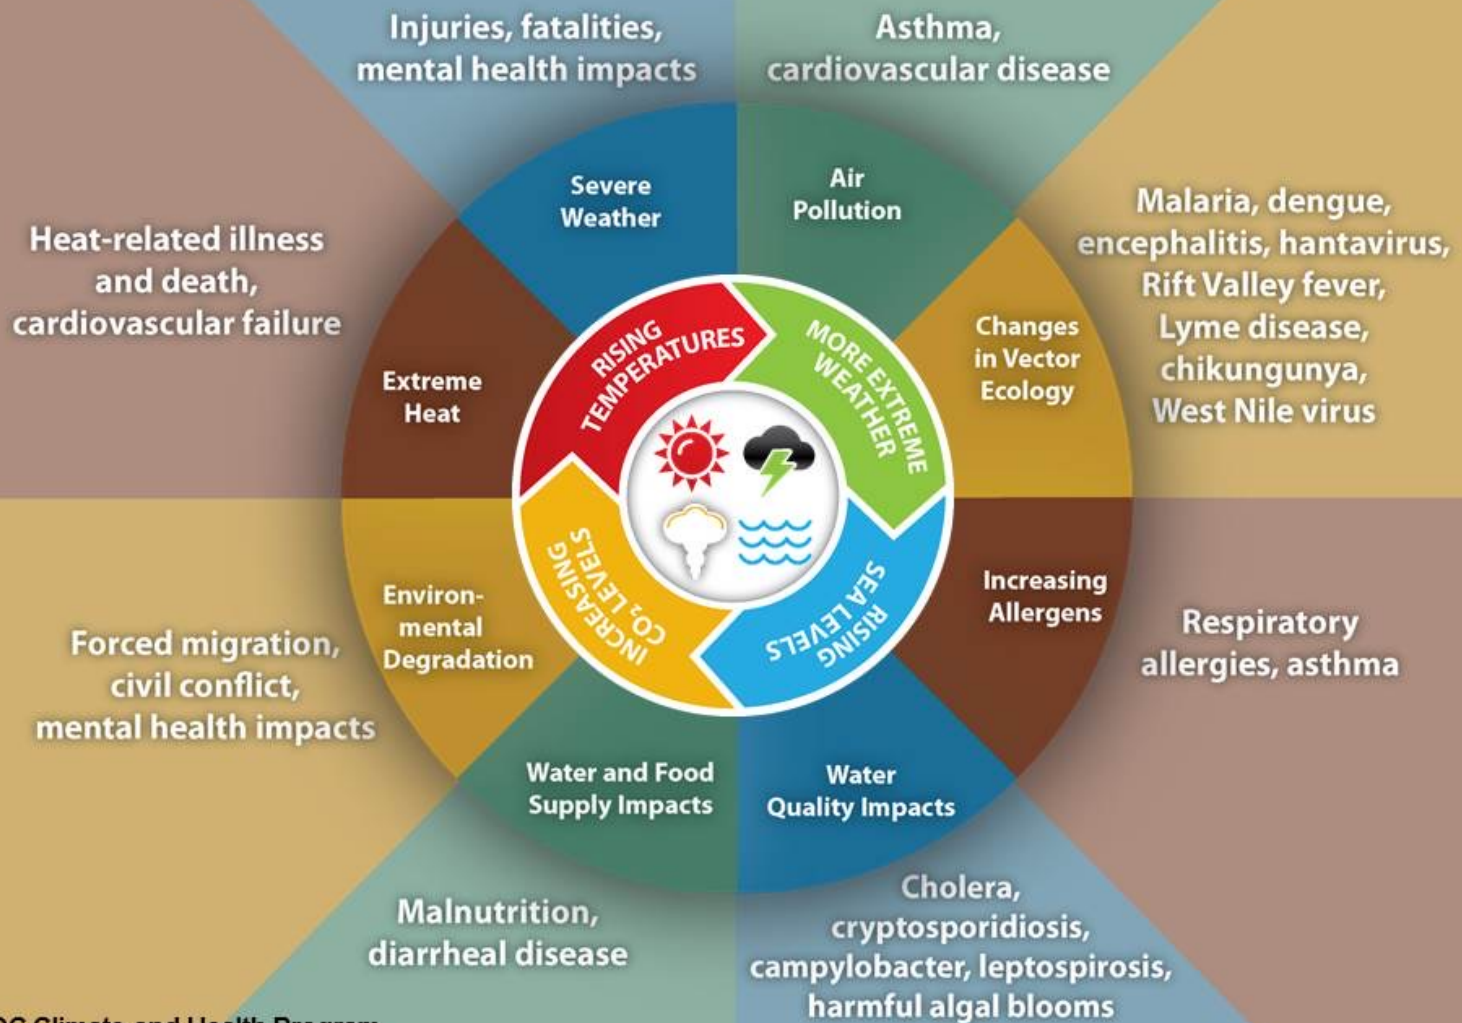 Injuries, fatalities,
mental health impacts
Asthma,
cardiovascular disease
Severe
Weather
Air
Pollution
Malaria, dengue,
encephalitis, hantavirus,
Rift Valley fever,
Lyme disease,
chikungunya,
West Nile virus
Heat-related illness
and death,
cardiovascular failure
Extreme
Heat
Changes
in Vector
Ecology
RISING
TEMPERATURES
MORE EXTREME
WEATHER
RISING
SEA LEVELS
INCREASING
CO₂ LEVELS
Environ-
mental
Degradation
Increasing
Allergens
Forced migration,
civil conflict,
mental health impacts
Respiratory
allergies, asthma
Water and Food
Supply Impacts
Water
Quality Impacts
Malnutrition,
diarrheal disease
Cholera,
cryptosporidiosis,
campylobacter, leptospirosis,
harmful algal blooms
Climate and Health Program